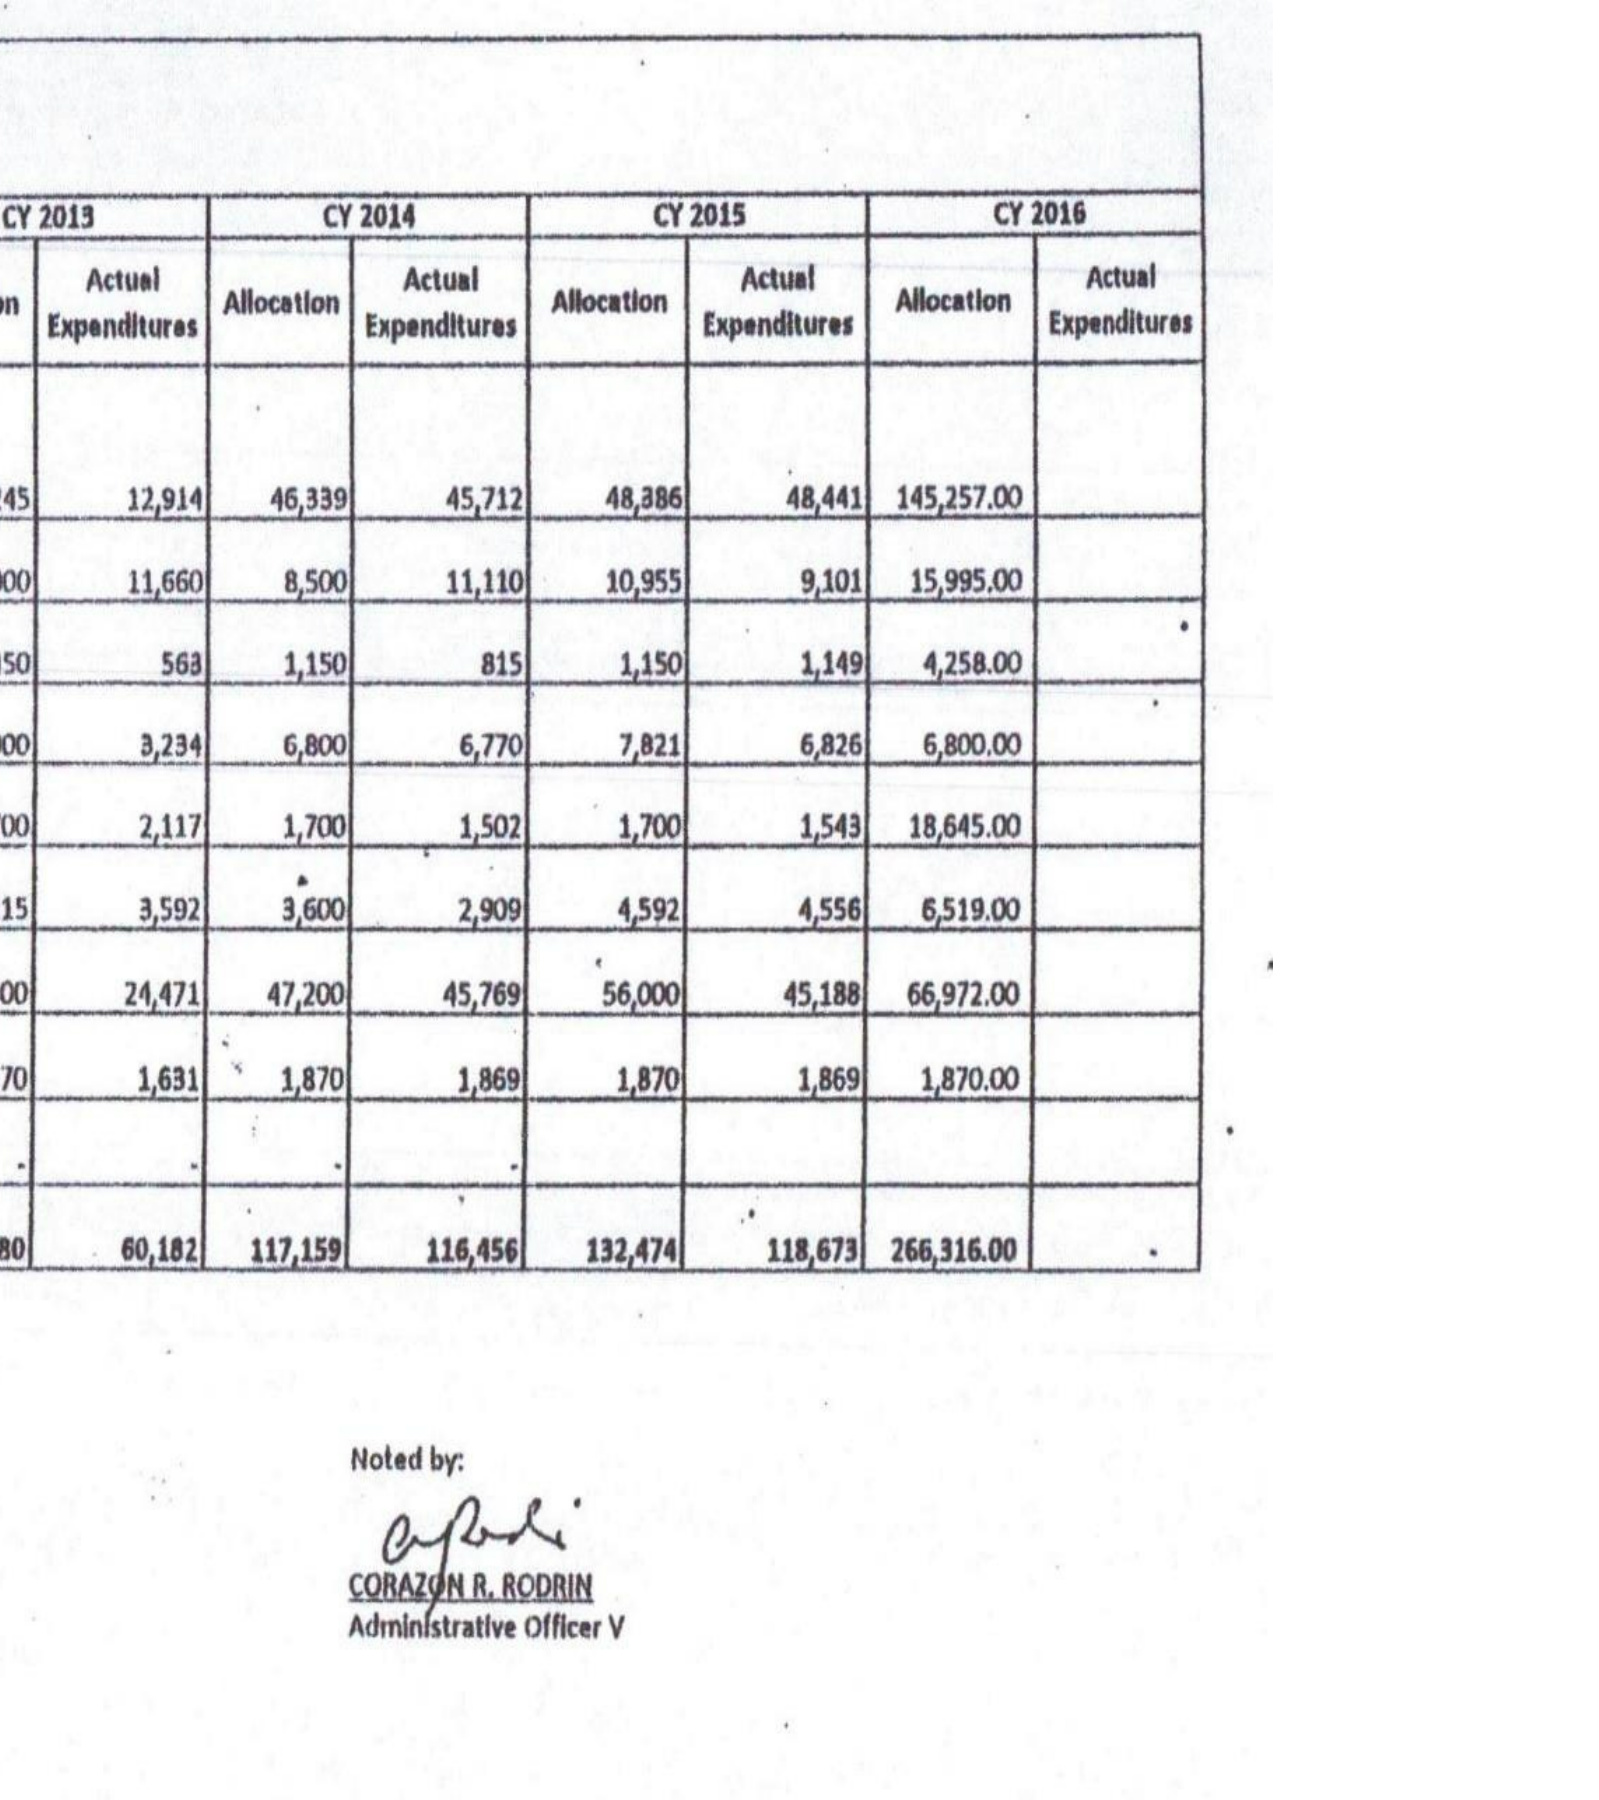 CY 2013 CY 2014 CY 2015 CY 2016
on Actual Expenditures Allocation Actual Expenditures Allocation Actual Expenditures Allocation Actual Expenditures
245 12,914 46,339 45,712 48,386 48,441 145,257.00
000 11,660 8,500 11,110 10,955 9,101 15,995.00
50 563 1,150 815 1,150 1,149 4,258.00
000 3,234 6,800 6,770 7,821 6,826 6,800.00
700 2,117 1,700 1,502 1,700 1,543 18,645.00
15 3,592 3,600 2,909 4,592 4,556 6,519.00
00 24,471 47,200 45,769 56,000 45,188 66,972.00
70 1,631 1,870 1,869 1,870 1,869 1,870.00
- - - -
80 60,182 117,159 116,456 132,474 118,673 266,316.00 -
Noted by:
CORAZON R. RODRIN
Administrative Officer V